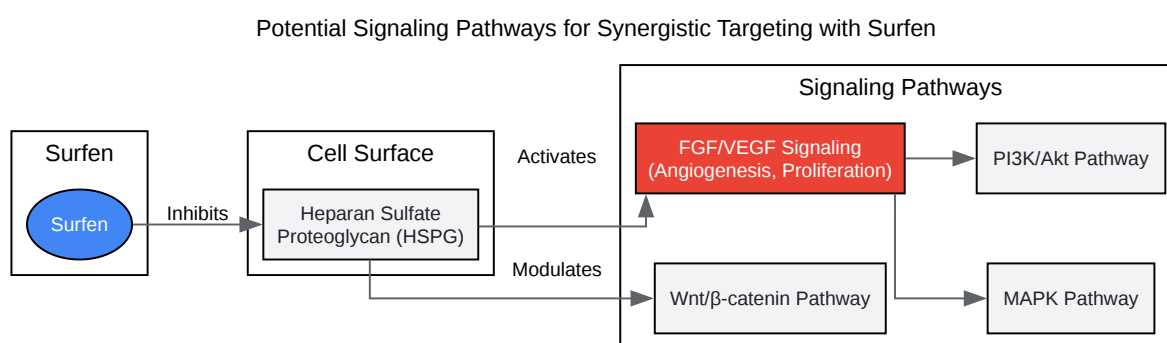 Potential Signaling Pathways for Synergistic Targeting with Surfen
Surfen
Surfen
Inhibits
Cell Surface
Heparan Sulfate
Proteoglycan (HSPG)
Activates
Modulates
Signaling Pathways
FGF/VEGF Signaling
(Angiogenesis, Proliferation)
PI3K/Akt Pathway
Wnt/β-catenin Pathway
MAPK Pathway